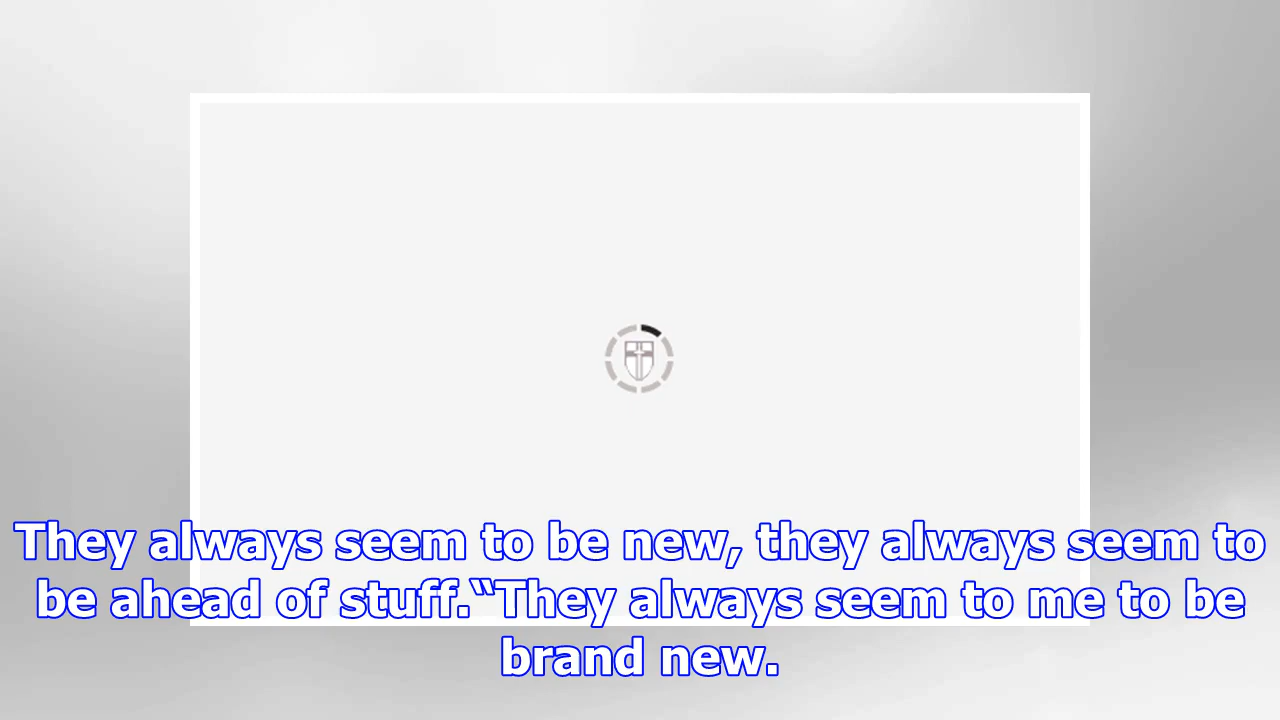 They always seem to be new, they always seem to
be ahead of stuff.“They always seem to me to be
brand new.